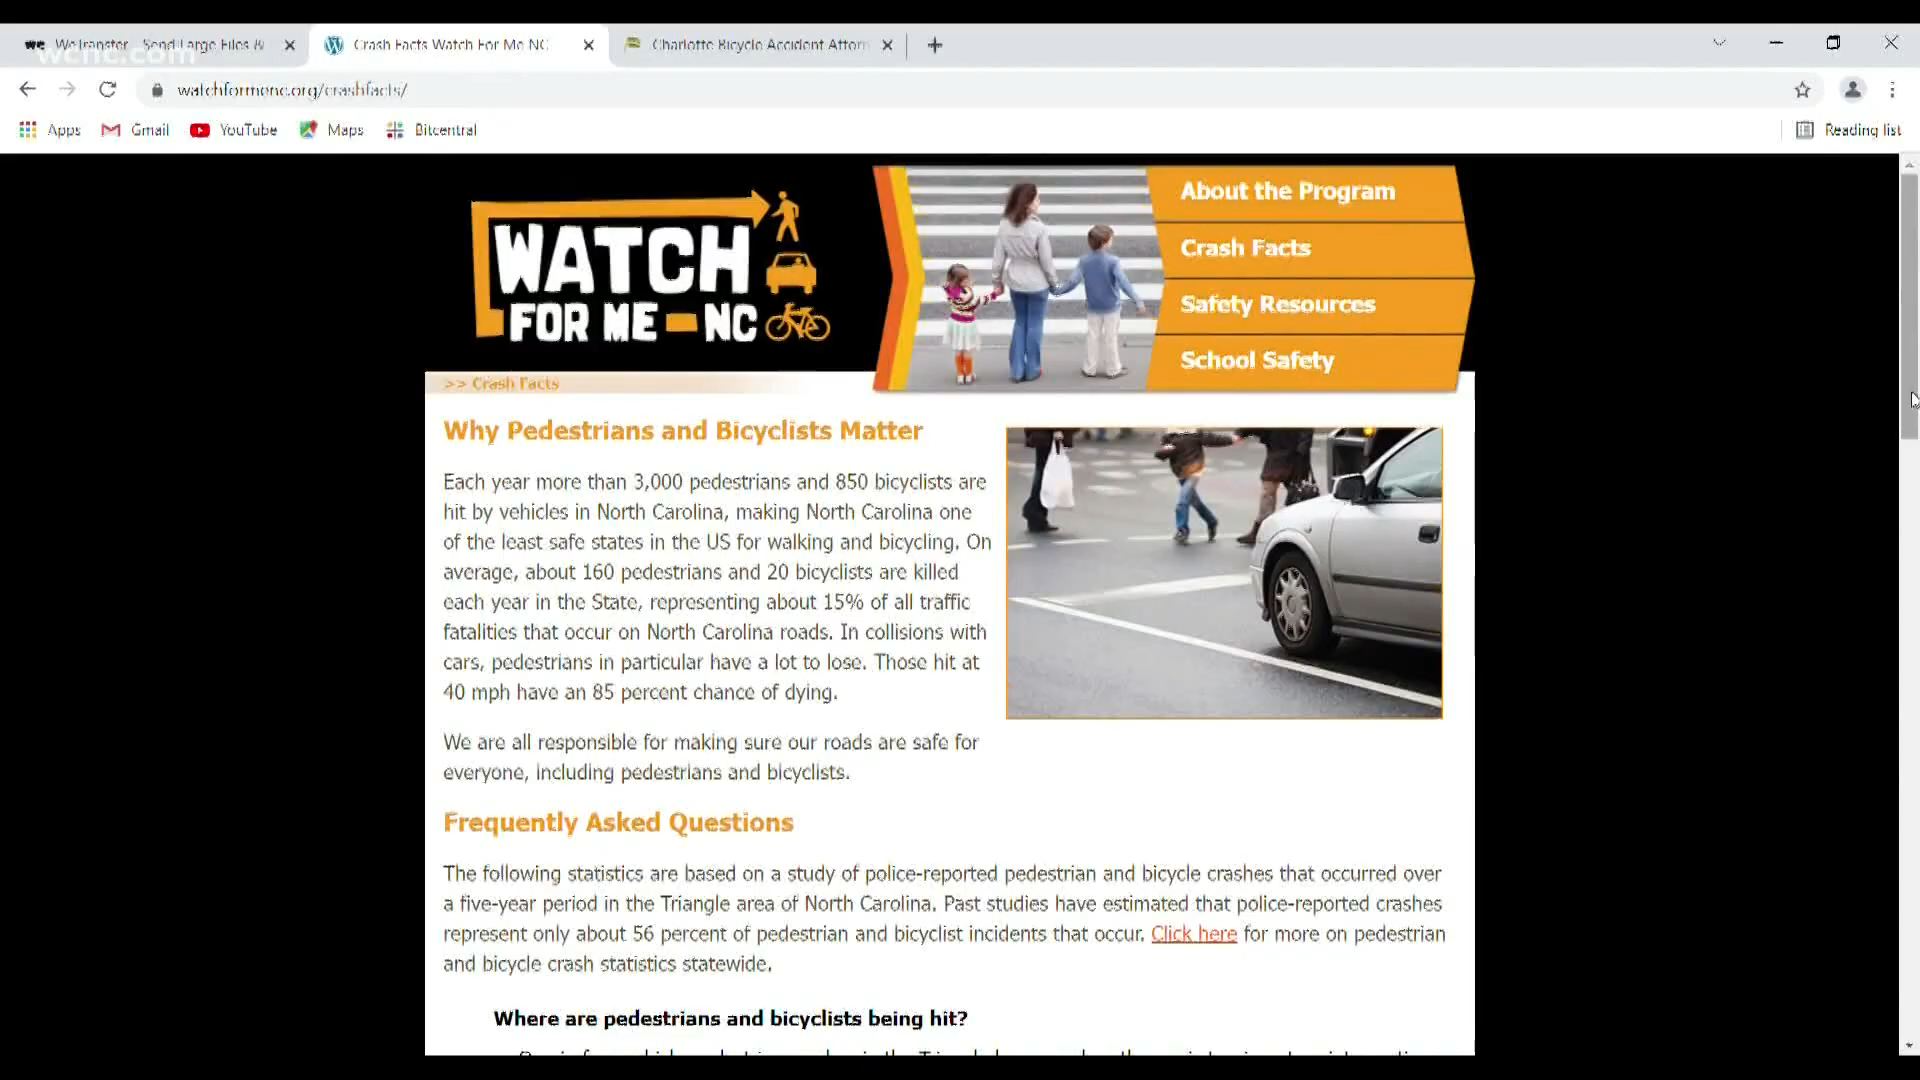 WeTransfer - Send Large Files &
Crash Facts Watch For Me NC
Charlotte Bicycle Accident Attorn
wcnc.com
watchformenc.org/crashfacts/
Apps
Gmail
YouTube
Maps
Bitcentral
Reading list
WATCH
FOR ME-NC
About the Program
Crash Facts
Safety Resources
School Safety
>> Crash Facts
Why Pedestrians and Bicyclists Matter
Each year more than 3,000 pedestrians and 850 bicyclists are
hit by vehicles in North Carolina, making North Carolina one
of the least safe states in the US for walking and bicycling. On
average, about 160 pedestrians and 20 bicyclists are killed
each year in the State, representing about 15% of all traffic
fatalities that occur on North Carolina roads. In collisions with
cars, pedestrians in particular have a lot to lose. Those hit at
40 mph have an 85 percent chance of dying.
We are all responsible for making sure our roads are safe for
everyone, including pedestrians and bicyclists.
Frequently Asked Questions
The following statistics are based on a study of police-reported pedestrian and bicycle crashes that occurred over
a five-year period in the Triangle area of North Carolina. Past studies have estimated that police-reported crashes
represent only about 56 percent of pedestrian and bicyclist incidents that occur. Click here for more on pedestrian
and bicycle crash statistics statewide.
Where are pedestrians and bicyclists being hit?